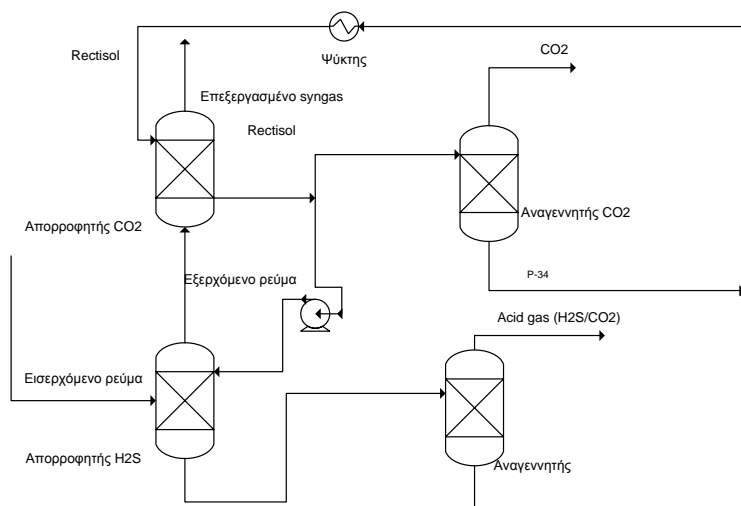 CO2
Rectisol
Ψύκτης
Επεξεργασμένο syngas
Rectisol
Απορροφητής CO2
Αναγεννητής CO2
Εξερχόμενο ρεύμα
P-34
Acid gas (H2S/CO2)
Εισερχόμενο ρεύμα
Απορροφητής H2S
Αναγεννητής